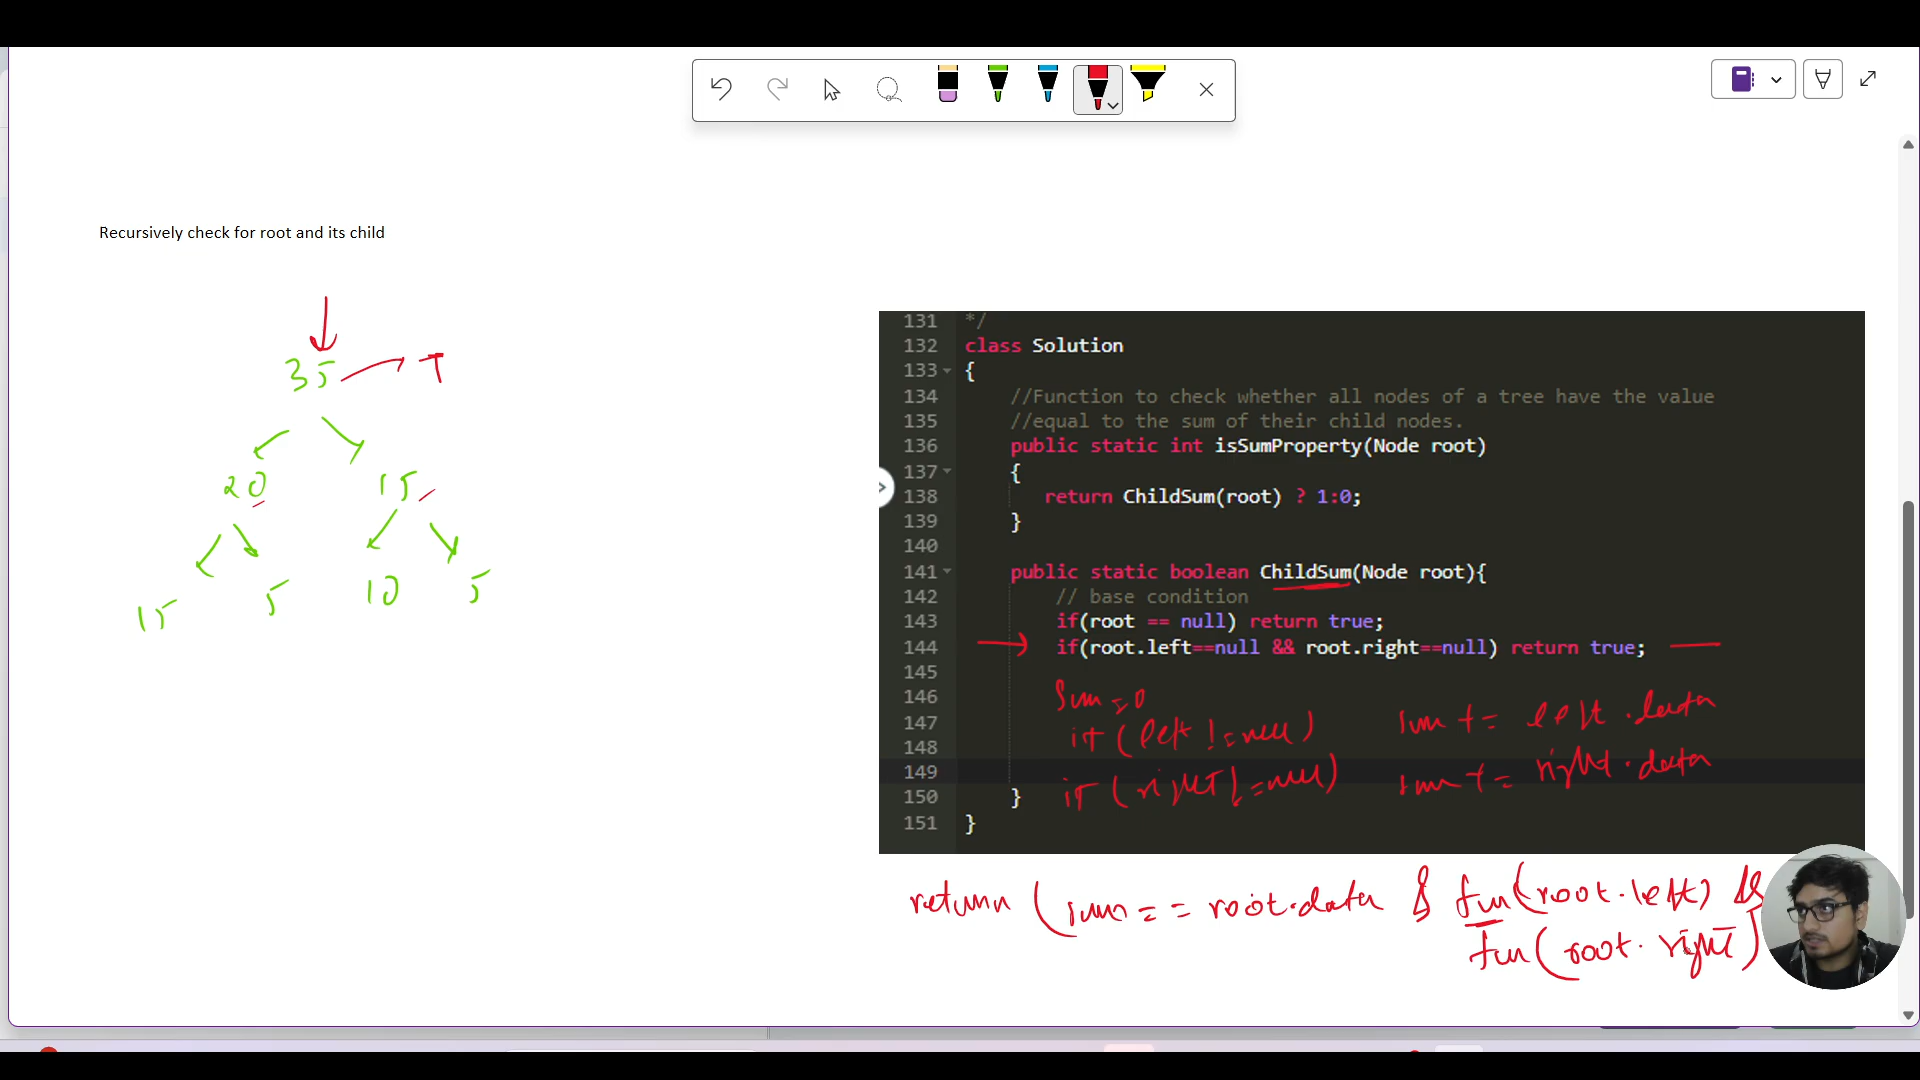 Recursively check for root and its child
35 T
20 15
15 5 10 5
131 */
132 class Solution
133 {
134 //Function to check whether all nodes of a tree have the value
135 //equal to the sum of their child nodes.
136 public static int isSumProperty(Node root)
137 {
138 return ChildSum(root) ? 1:0;
139 }
140
141 public static boolean ChildSum(Node root){
142 // base condition
143 if(root == null) return true;
144 if(root.left==null && root.right==null) return true;
145
146
147
148
149
150 }
151 }
Sum = 0
if (left != null) sum += left.data
if (right != null) sum += right.data
return (sum == root.data & fun(root.left) &
fun(root.right)